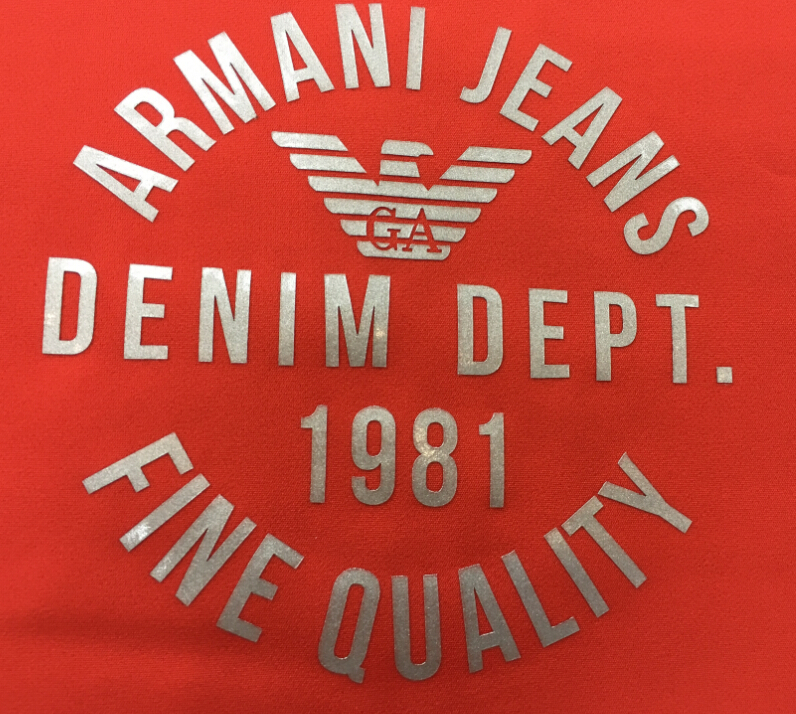 ARMANI JEANS
GA
DENIM DEPT.
1981
FINE QUALITY